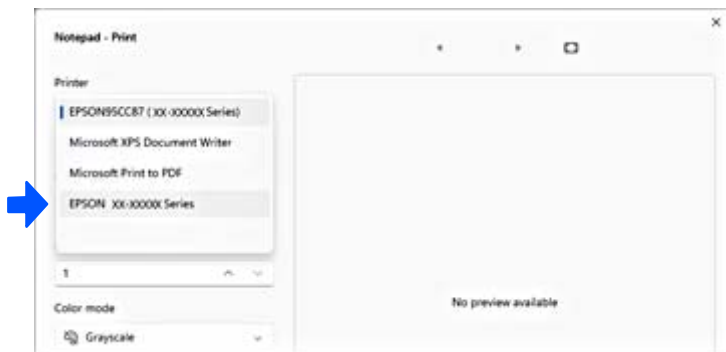 Notepad - Print
Printer
EPSON95CC87 ( XX-XXXXX Series)
Microsoft XPS Document Writer
Microsoft Print to PDF
EPSON XX-XXXXX Series
1
Color mode
Grayscale
No preview available